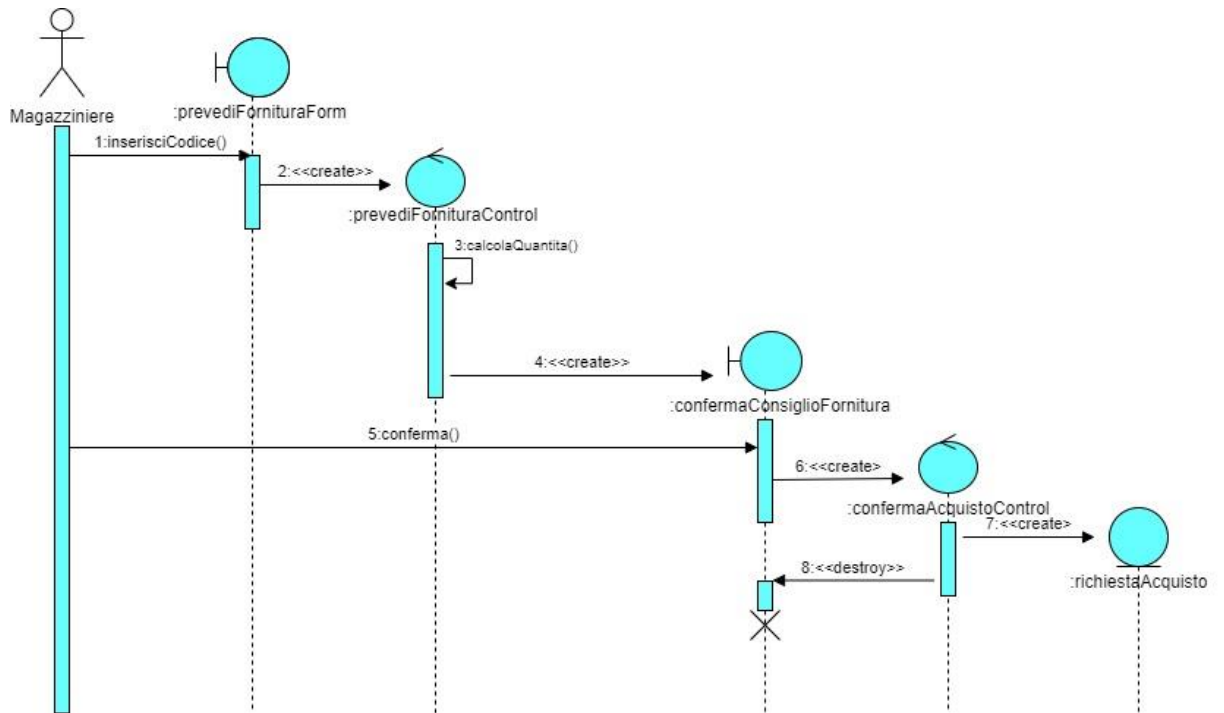 :prevediFornituraForm
Magazziniere
1:inserisciCodice()
2:<<create>>
:prevediFornituraControl
3:calcolaQuantita()
4:<<create>>
:confermaConsiglioFornitura
5:conferma()
6:<<create>
:confermaAcquistoControl
7:<<create>
8:<<destroy>>
:richiestaAcquisto